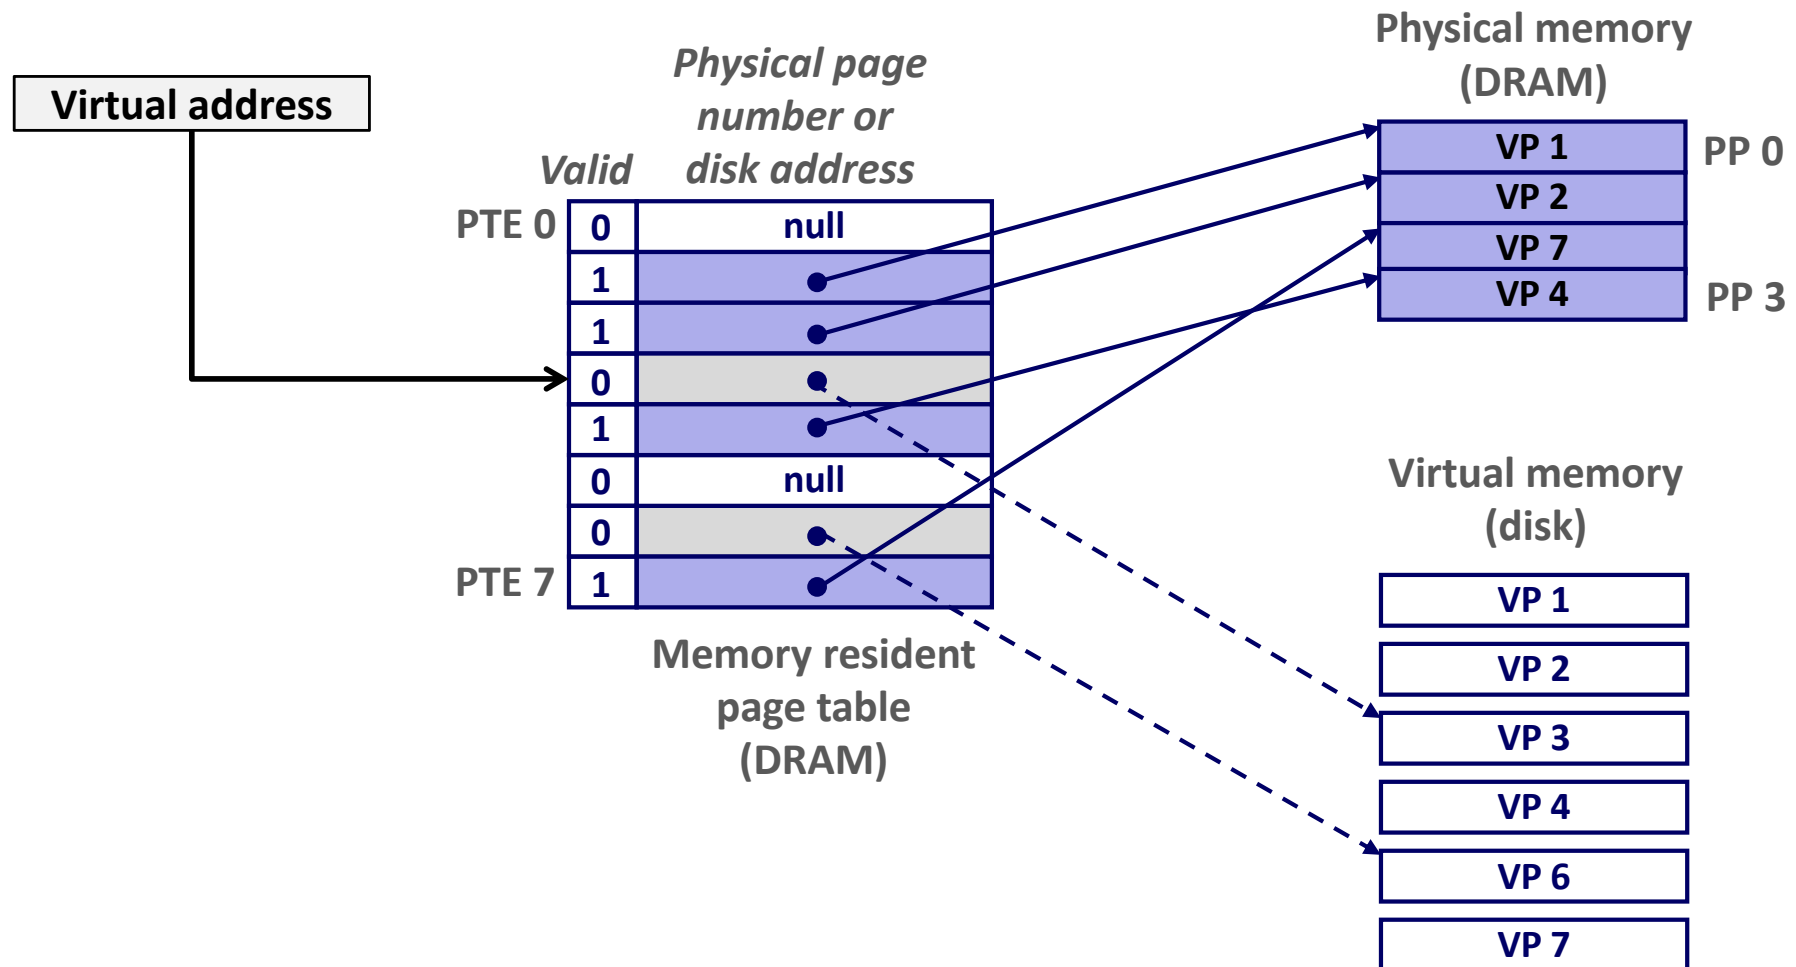 Virtual address
Physical page
number or
disk address
Valid
PTE 0
0
null
1
1
0
1
0
null
0
PTE 7
1
Memory resident
page table
(DRAM)
Physical memory
(DRAM)
VP 1
PP 0
VP 2
VP 7
VP 4
PP 3
Virtual memory
(disk)
VP 1
VP 2
VP 3
VP 4
VP 6
VP 7